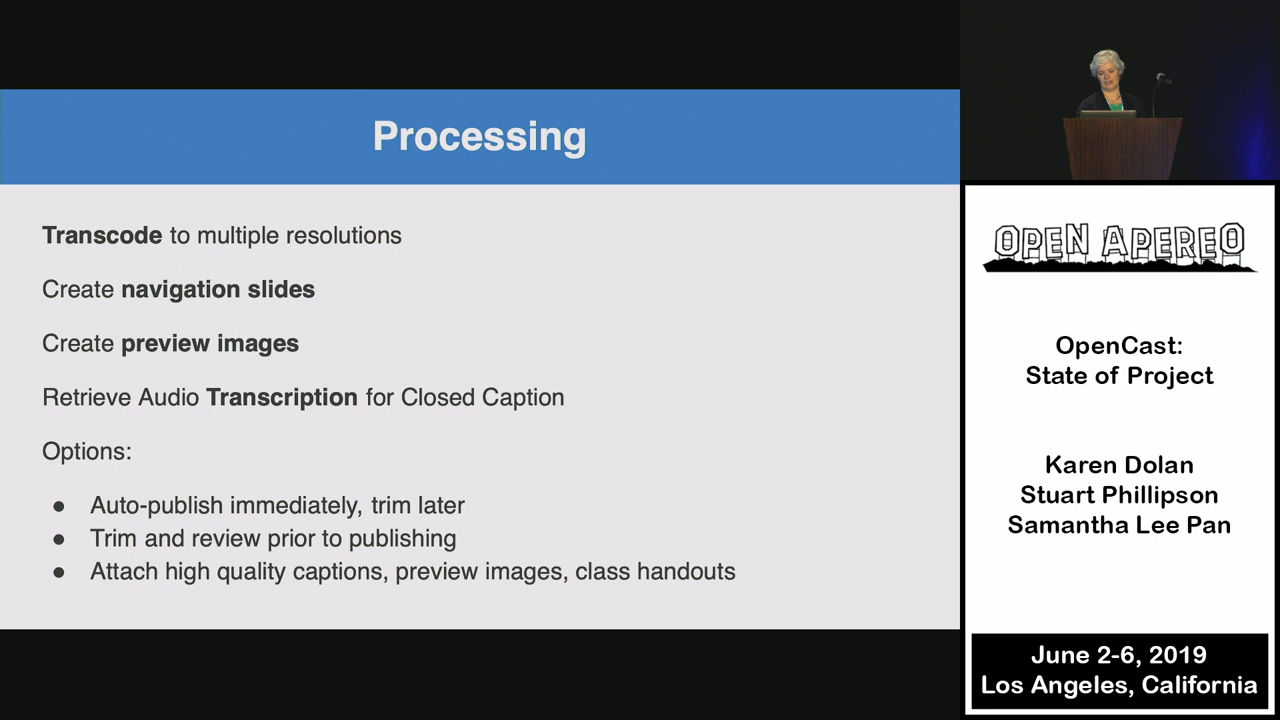 Processing
Transcode to multiple resolutions
Create navigation slides
Create preview images
Retrieve Audio Transcription for Closed Caption
Options:
● Auto-publish immediately, trim later
● Trim and review prior to publishing
● Attach high quality captions, preview images, class handouts
OPEN APEREO
OpenCast:
State of Project
Karen Dolan
Stuart Phillipson
Samantha Lee Pan
June 2-6, 2019
Los Angeles, California